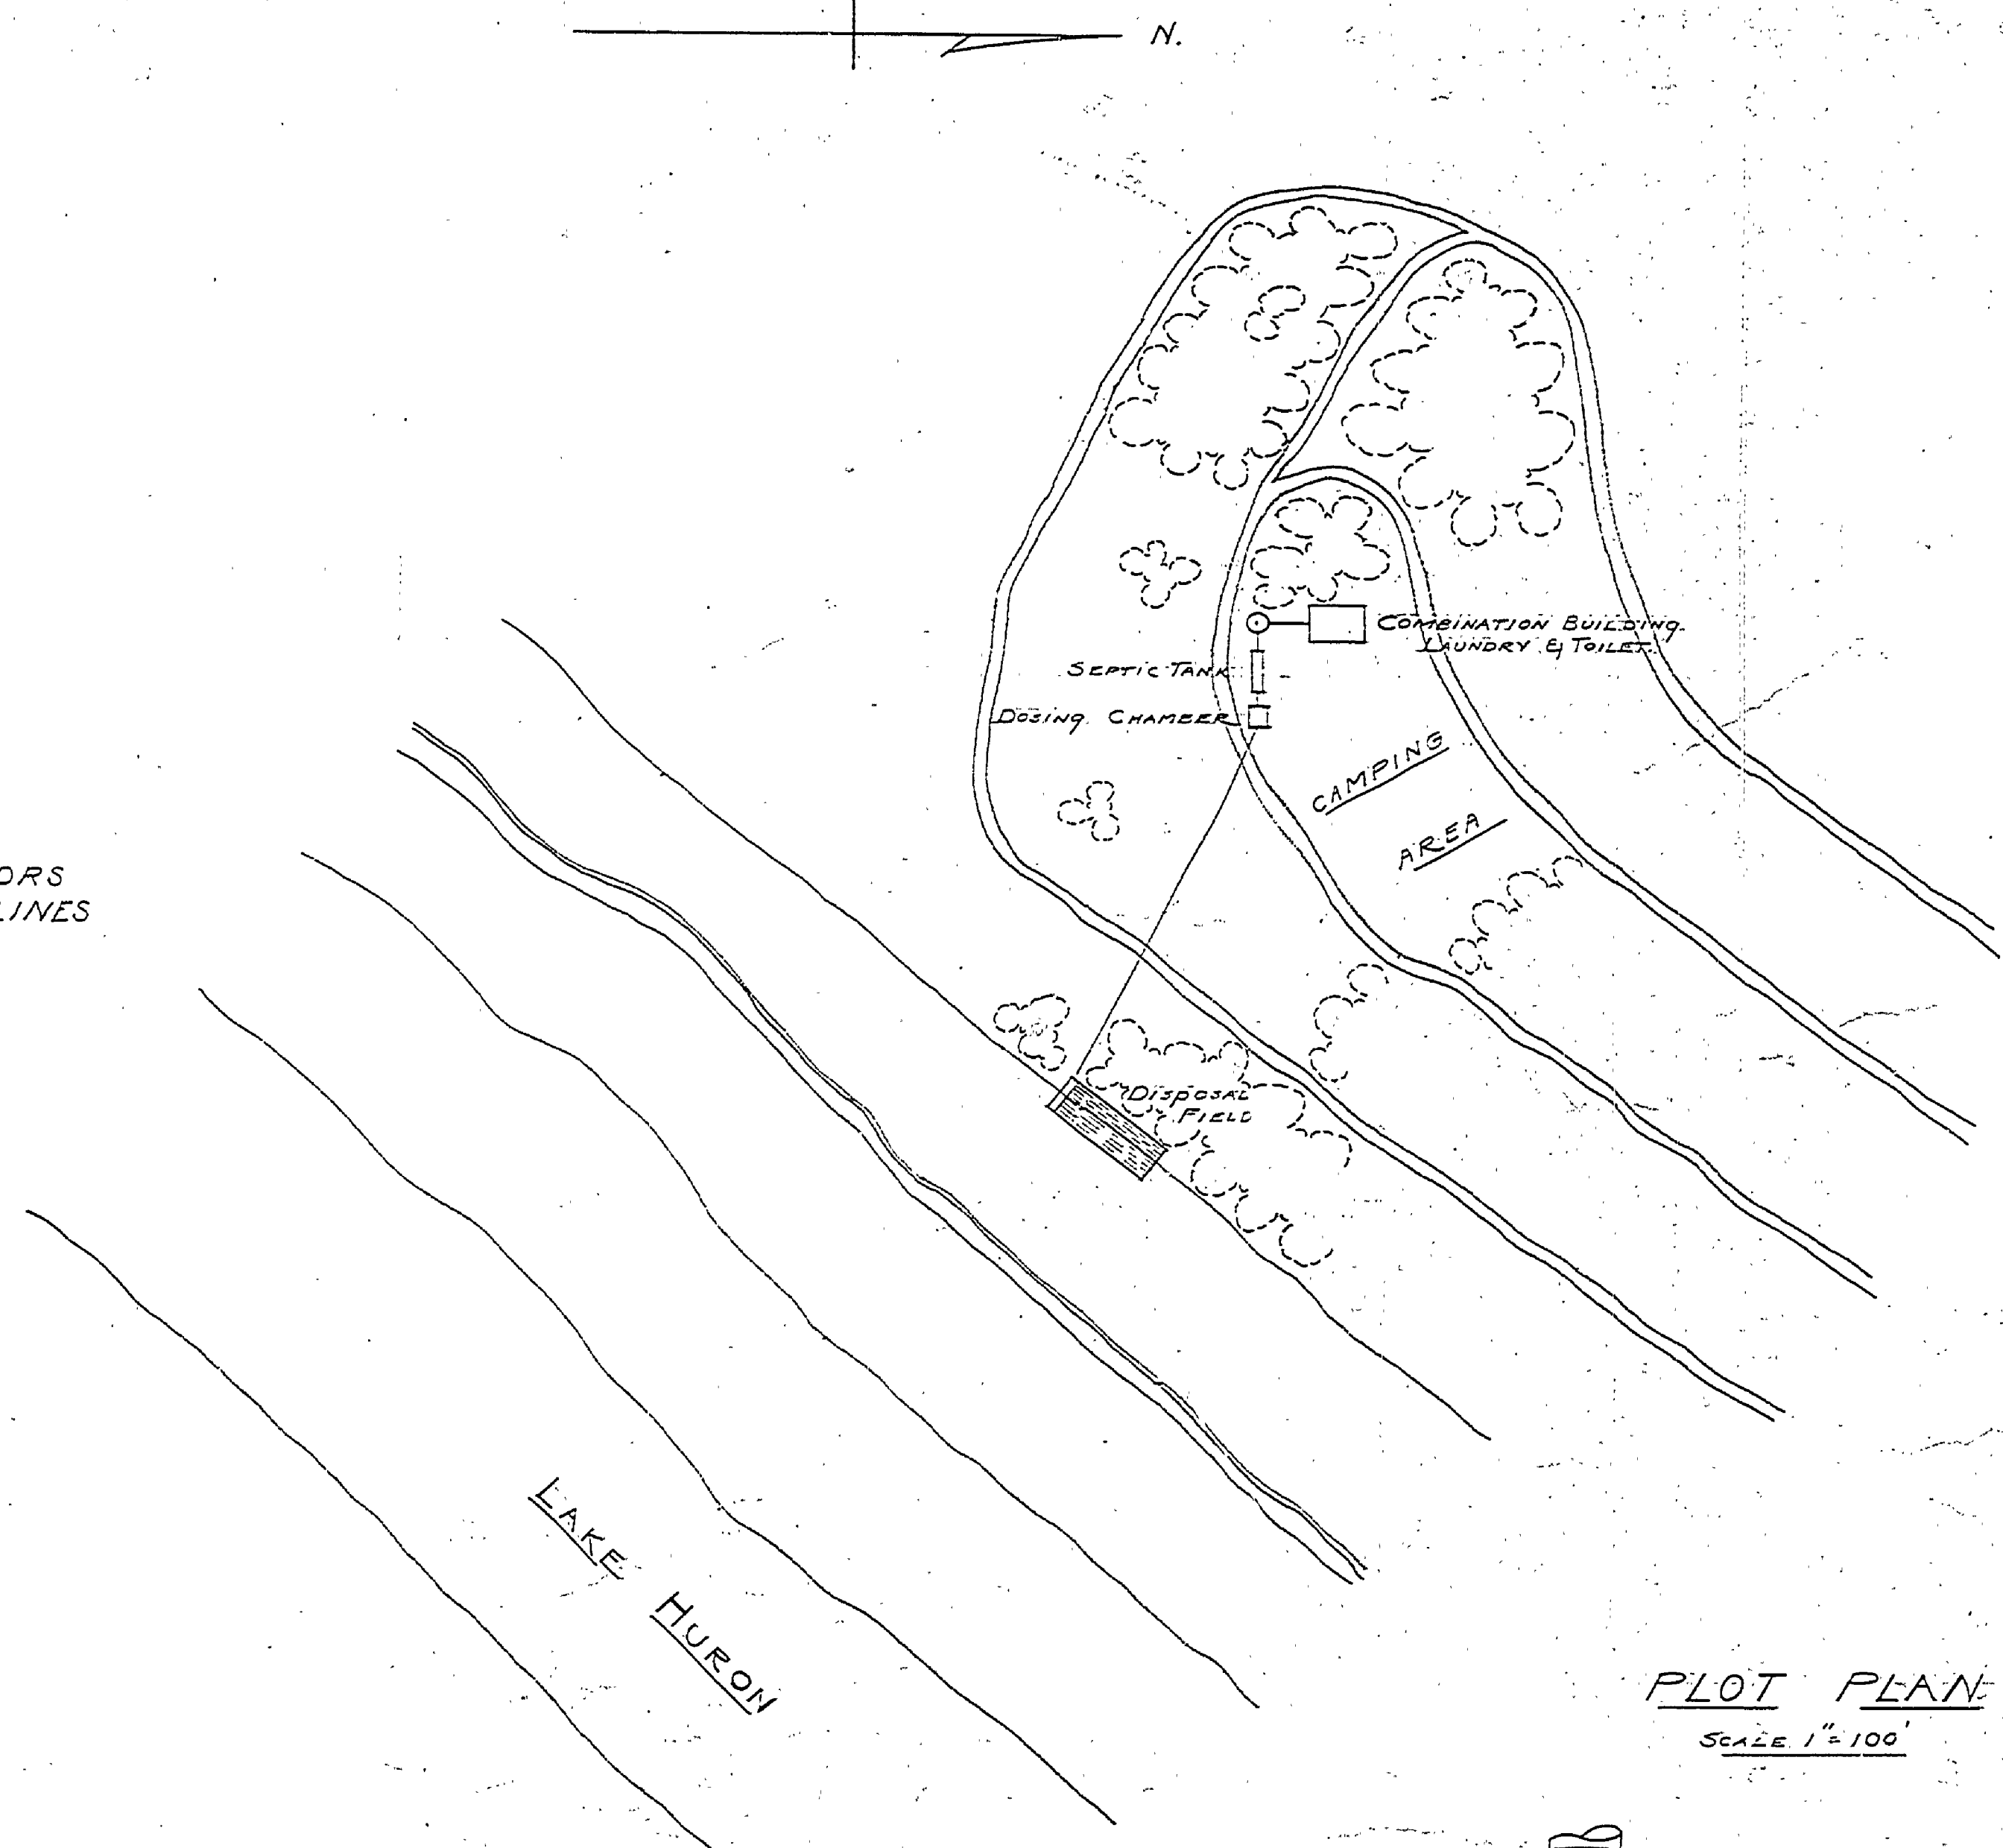 N.
COMBINATION BUILDING.
LAUNDRY & TOILET.
SEPTIC TANK
DOSING CHAMBER
CAMPING
AREA
ORS
LINES
DISPOSAL
FIELD
LAKE
HURON
PLOT PLAN
SCALE 1"=100'